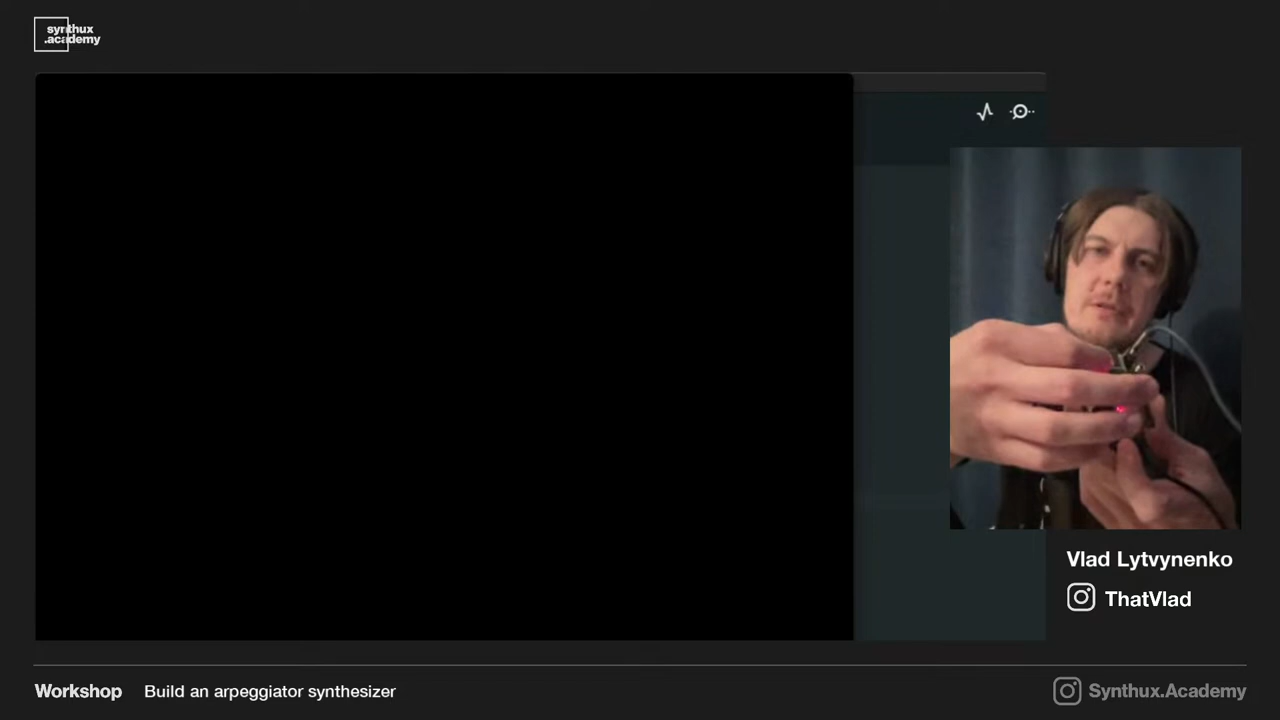 synthux
.academy
Vlad Lytvynenko
ThatVlad
Workshop Build an arpeggiator synthesizer
Synthux.Academy